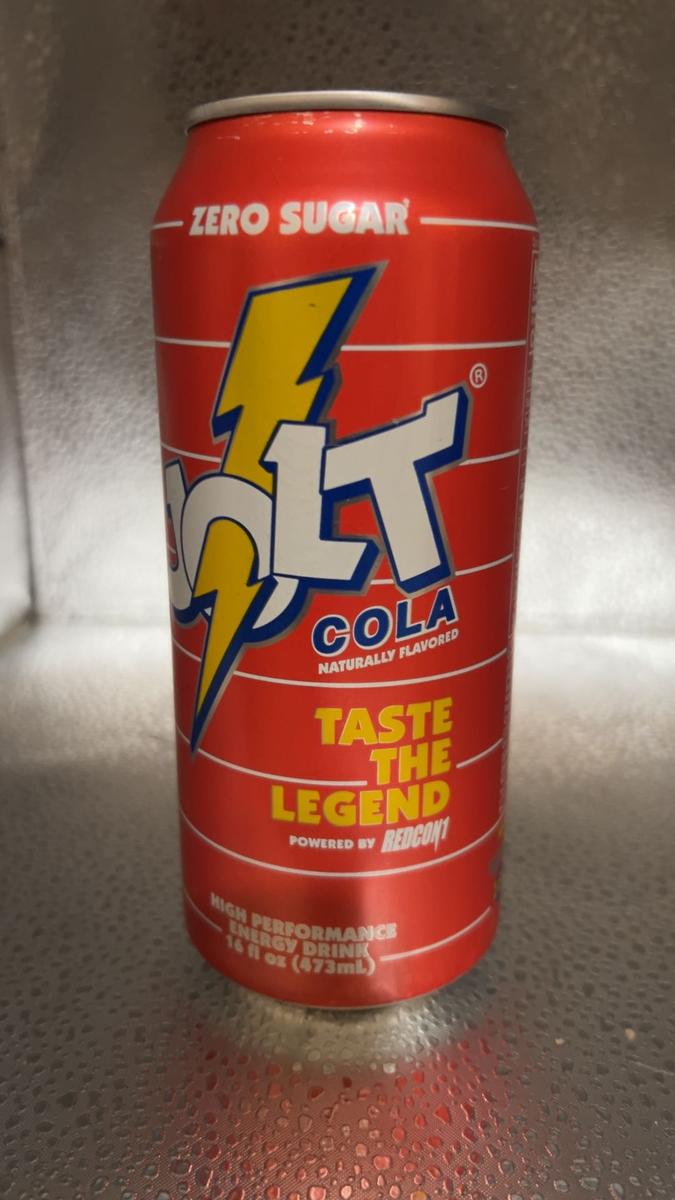 ZERO SUGAR†
JOLT®
COLA
NATURALLY FLAVORED
TASTE
THE
LEGEND
POWERED BY REDCON1
HIGH PERFORMANCE
ENERGY DRINK
16 fl oz (473mL)